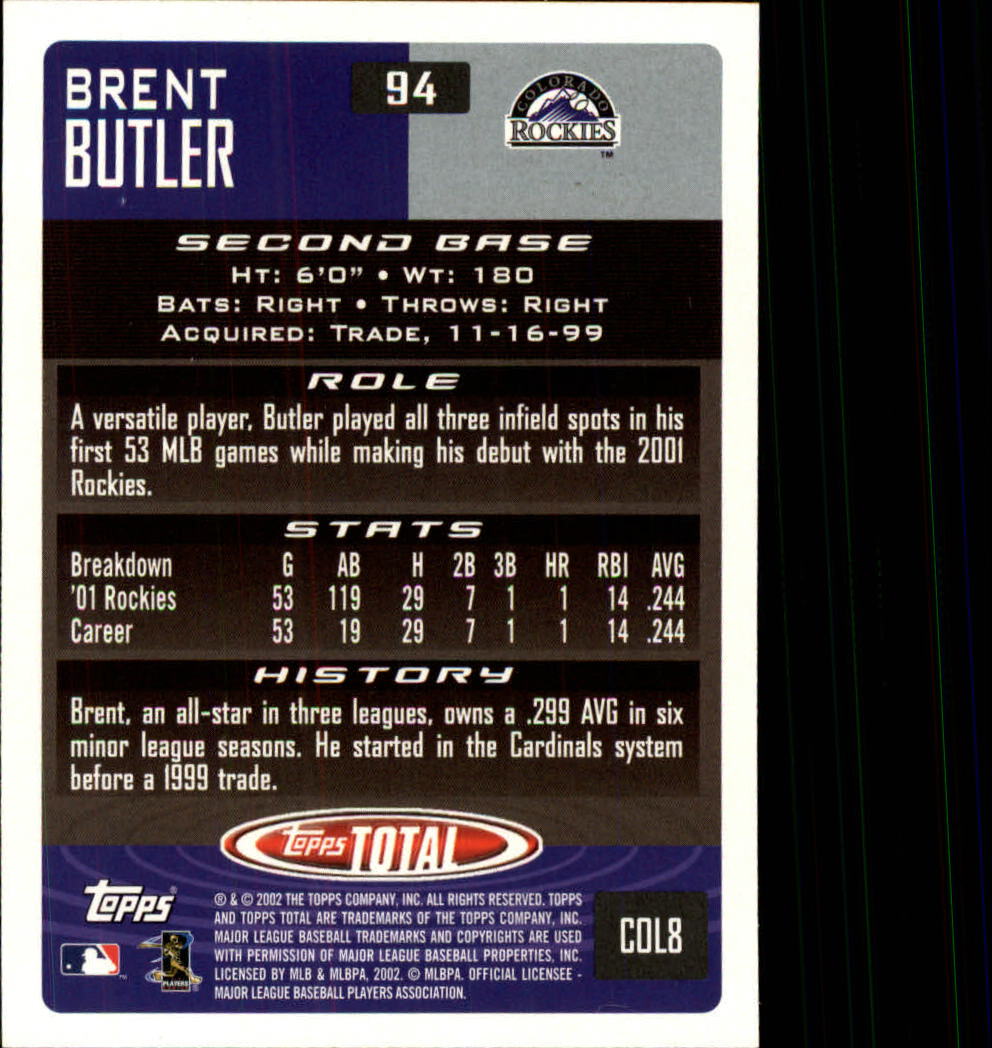 BRENT
BUTLER
94
COLORADO
ROCKIES
TM
SECOND BASE
HT: 6'0" • WT: 180
BATS: RIGHT • THROWS: RIGHT
ACQUIRED: TRADE, 11-16-99
ROLE
A versatile player, Butler played all three infield spots in his
first 53 MLB games while making his debut with the 2001
Rockies.
STATS
Breakdown G AB H 2B 3B HR RBI AVG
'01 Rockies 53 119 29 7 1 1 14 .244
Career 53 19 29 7 1 1 14 .244
HISTORY
Brent, an all-star in three leagues, owns a .299 AVG in six
minor league seasons. He started in the Cardinals system
before a 1999 trade.
Topps TOTAL
Topps®
® & © 2002 THE TOPPS COMPANY, INC. ALL RIGHTS RESERVED. TOPPS
AND TOPPS TOTAL ARE TRADEMARKS OF THE TOPPS COMPANY, INC.
MAJOR LEAGUE BASEBALL TRADEMARKS AND COPYRIGHTS ARE USED
WITH PERMISSION OF MAJOR LEAGUE BASEBALL PROPERTIES, INC.
LICENSED BY MLB & MLBPA, 2002. © MLBPA. OFFICIAL LICENSEE -
MAJOR LEAGUE BASEBALL PLAYERS ASSOCIATION.
PLAYERS
COL8